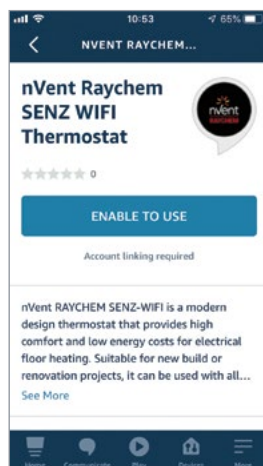 10:53
65%
NVENT RAYCHEM...
nVent Raychem
SENZ WIFI
Thermostat
nVent
RAYCHEM
0
ENABLE TO USE
Account linking required
nVent RAYCHEM SENZ-WIFI is a modern
design thermostat that provides high
comfort and low energy costs for electrical
floor heating. Suitable for new build or
renovation projects, it can be used with all...
See More
Home Communicate Play Devices More